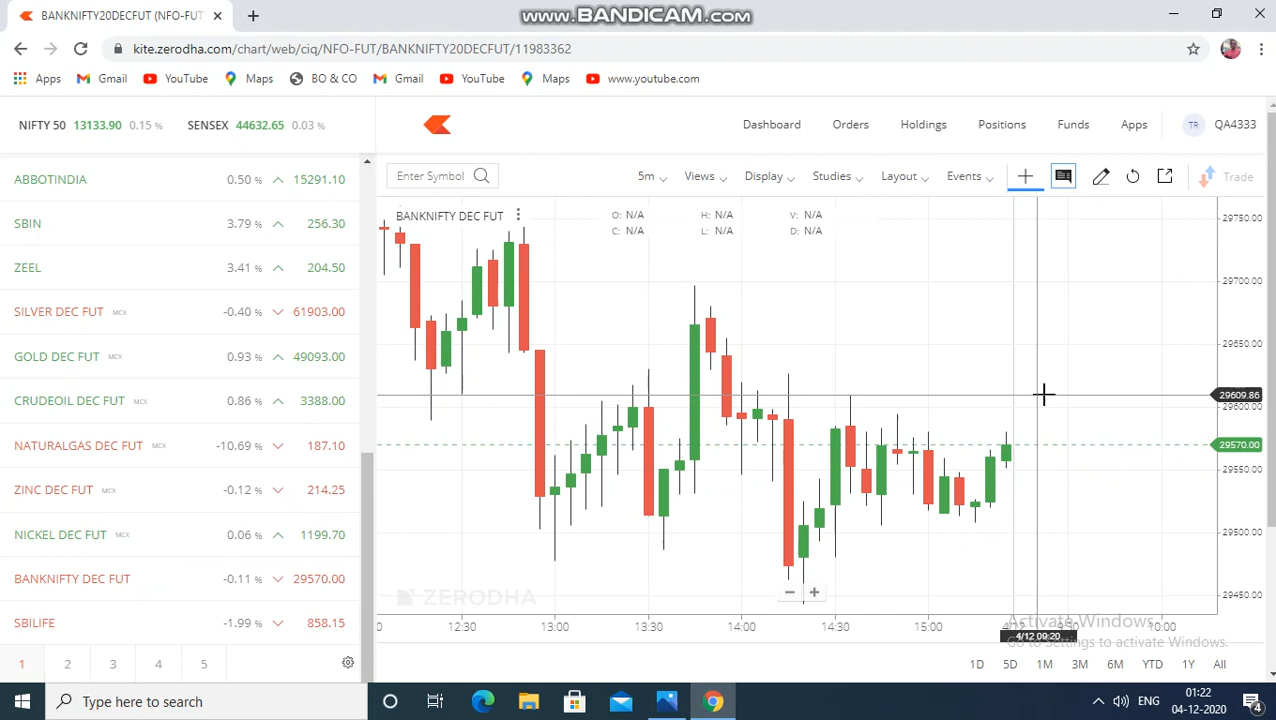 BANKNIFTY20DECFUT (NFO-FUT
www.BANDICAM.com
kite.zerodha.com/chart/web/ciq/NFO-FUT/BANKNIFTY20DECFUT/11983362
Apps Gmail YouTube Maps BO & CO Gmail YouTube Maps www.youtube.com
NIFTY 50 13133.90 0.15 % SENSEX 44632.65 0.03 %
Dashboard Orders Holdings Positions Funds Apps TR QA4333
ABBOTINDIA 0.50 % 15291.10
SBIN 3.79 % 256.30
ZEEL 3.41 % 204.50
SILVER DEC FUT MCX -0.40 % 61903.00
GOLD DEC FUT MCX 0.93 % 49093.00
CRUDEOIL DEC FUT MCX 0.86 % 3388.00
NATURALGAS DEC FUT MCX -10.69 % 187.10
ZINC DEC FUT MCX -0.12 % 214.25
NICKEL DEC FUT MCX 0.06 % 1199.70
BANKNIFTY DEC FUT -0.11 % 29570.00
SBILIFE -1.99 % 858.15
1 2 3 4 5
Enter Symbol 5m Views Display Studies Layout Events Trade
BANKNIFTY DEC FUT O: N/A H: N/A V: N/A
C: N/A L: N/A D: N/A
29750.00
29700.00
29650.00
29609.86
29600.00
29570.00
29550.00
29500.00
29450.00
ZERODHA
12:30 13:00 13:30 14:00 14:30 15:00 4/12 9:30 10:00
4/12 09:20
Activate Windows
Go to Settings to activate Windows.
1D 5D 1M 3M 6M YTD 1Y All
Type here to search
ENG
01:22
04-12-2020
4